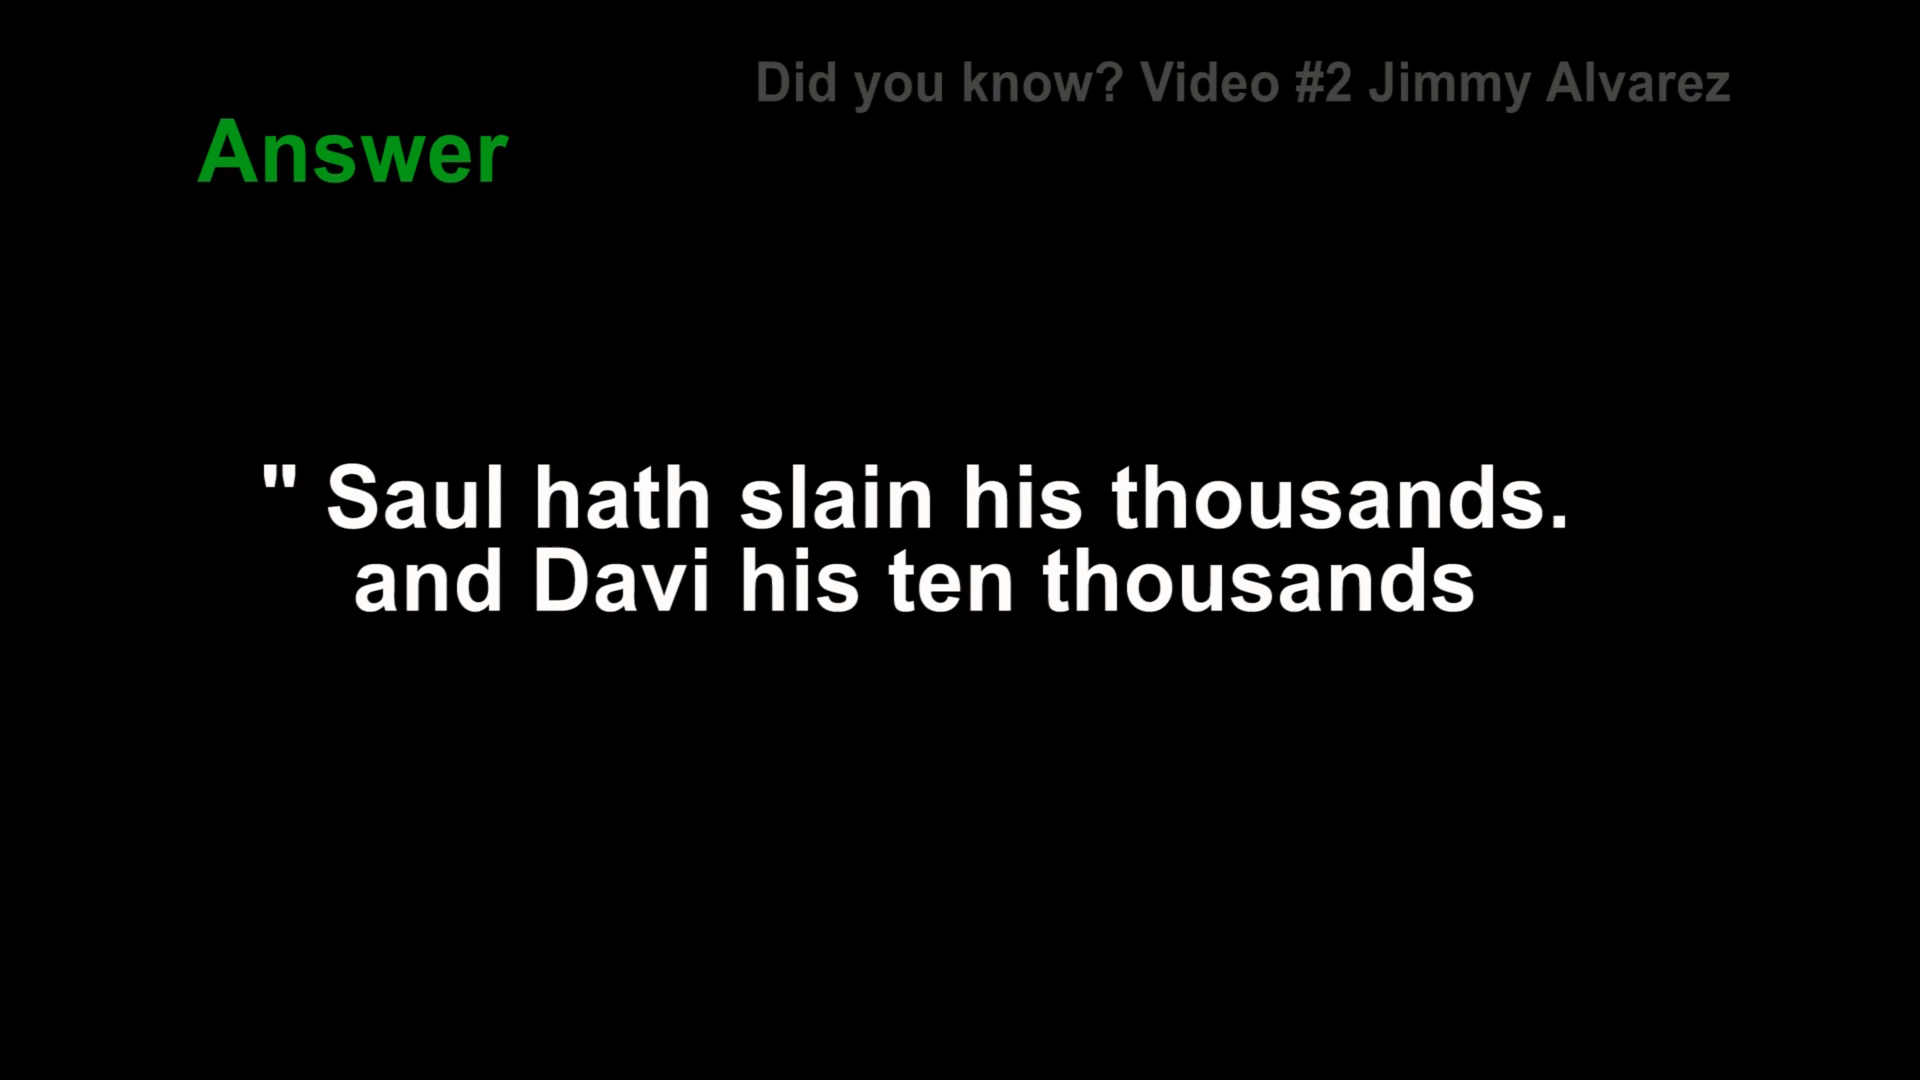 Did you know? Video #2 Jimmy Alvarez
Answer
" Saul hath slain his thousands.
and Davi his ten thousands